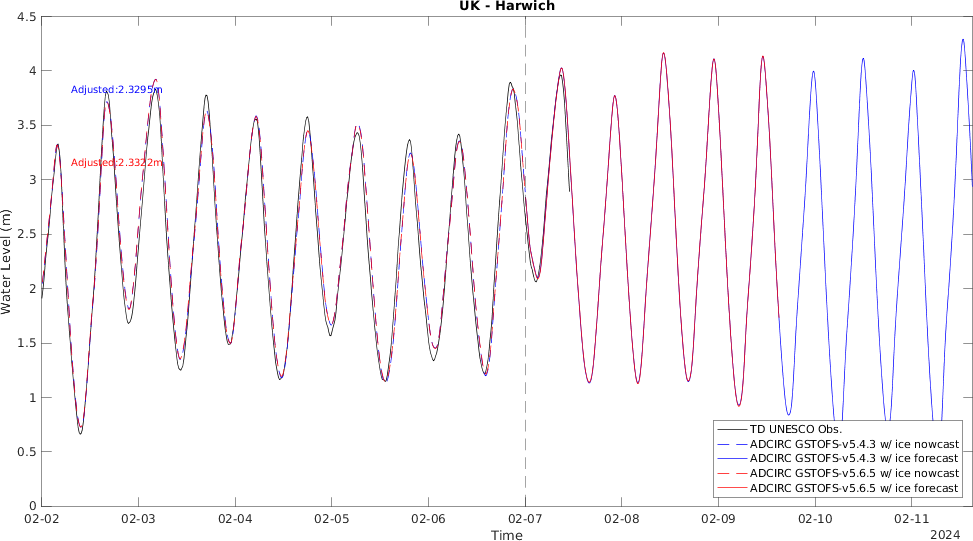 UK - Harwich
4.5
4
3.5
3
2.5
2
1.5
1
0.5
0
Water Level (m)
Adjusted:2.3295m
Adjusted:2.3322m
TD UNESCO Obs.
ADCIRC GSTOFS-v5.4.3 w/ ice nowcast
ADCIRC GSTOFS-v5.4.3 w/ ice forecast
ADCIRC GSTOFS-v5.6.5 w/ ice nowcast
ADCIRC GSTOFS-v5.6.5 w/ ice forecast
02-02 02-03 02-04 02-05 02-06 02-07 02-08 02-09 02-10 02-11
Time
2024